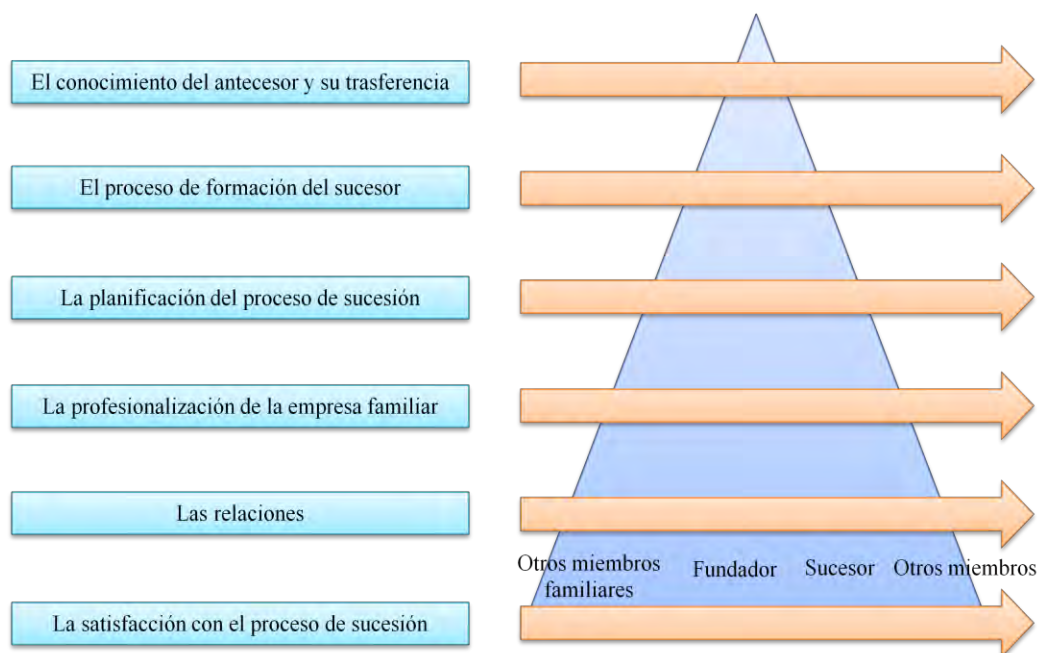 El conocimiento del antecesor y su trasferencia
El proceso de formación del sucesor
La planificación del proceso de sucesión
La profesionalización de la empresa familiar
Las relaciones
Otros miembros
familiares
Fundador
Sucesor
Otros miembros
La satisfacción con el proceso de sucesión